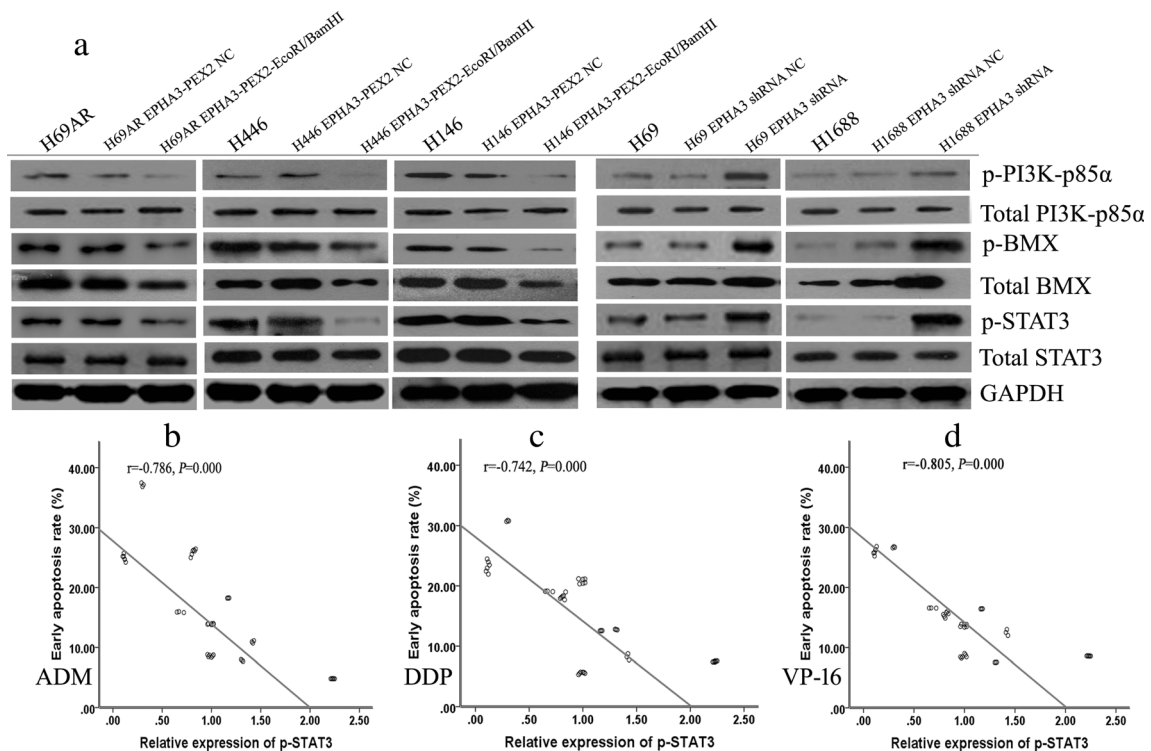 a
H69AR
H69AR EPHA3-PEX2 NC
H69AR EPHA3-PEX2-EcoRI/BamHI
H446
H446 EPHA3-PEX2 NC
H446 EPHA3-PEX2-EcoRI/BamHI
H146
H146 EPHA3-PEX2 NC
H146 EPHA3-PEX2-EcoRI/BamHI
H69
H69 EPHA3 shRNA NC
H69 EPHA3 shRNA
H1688
H1688 EPHA3 shRNA NC
H1688 EPHA3 shRNA
p-PI3K-p85α
Total PI3K-p85α
p-BMX
Total BMX
p-STAT3
Total STAT3
GAPDH
b
r=-0.786, P=0.000
Early apoptosis rate (%)
40.00
30.00
20.00
10.00
.00
ADM
.00 .50 1.00 1.50 2.00 2.50
Relative expression of p-STAT3
c
r=-0.742, P=0.000
Early apoptosis rate (%)
40.00
30.00
20.00
10.00
.00
DDP
.00 .50 1.00 1.50 2.00 2.50
Relative expression of p-STAT3
d
r=-0.805, P=0.000
Early apoptosis rate (%)
40.00
30.00
20.00
10.00
.00
VP-16
.00 .50 1.00 1.50 2.00 2.50
Relative expression of p-STAT3